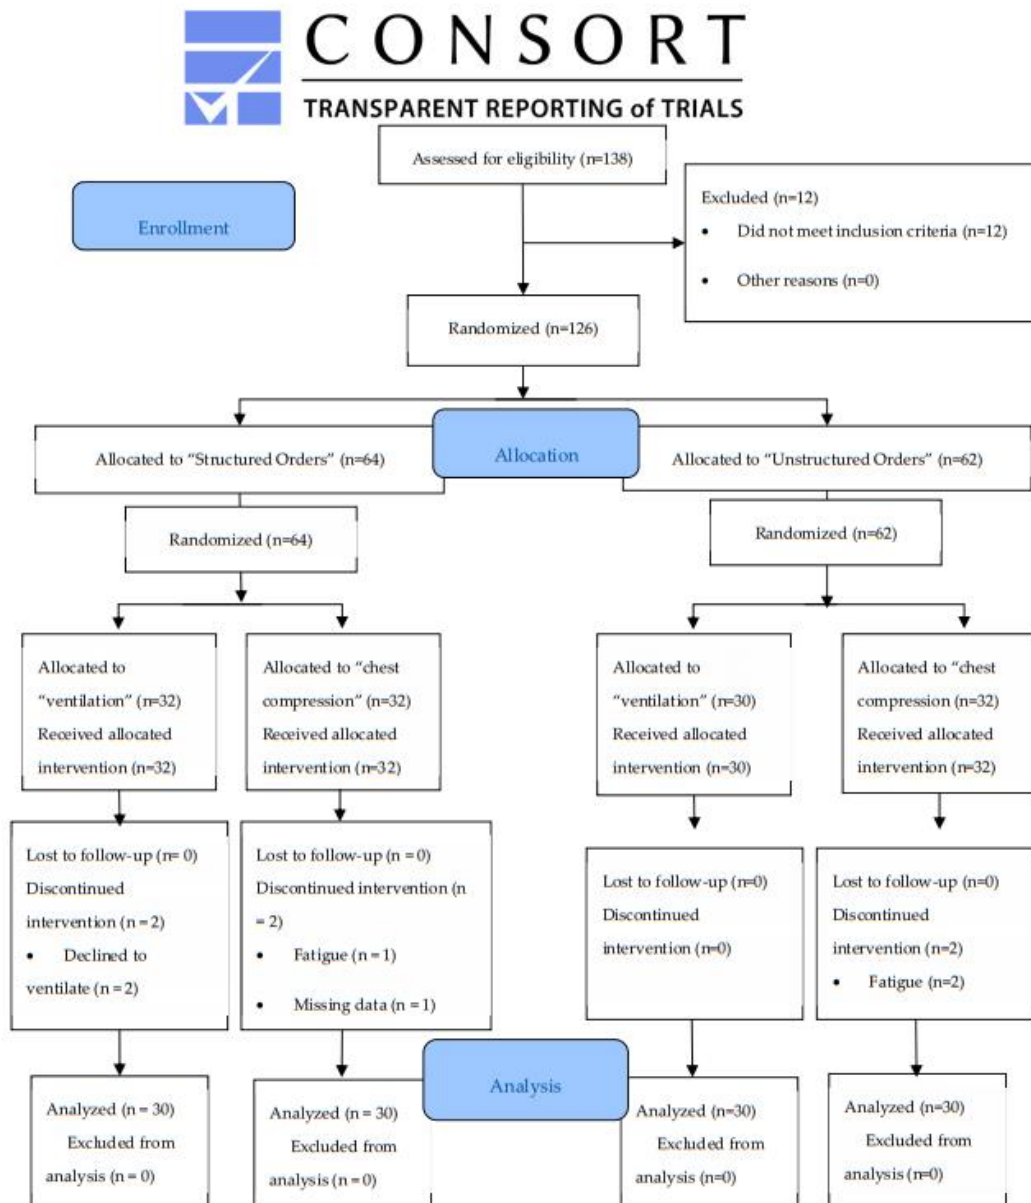 CONSORT
TRANSPARENT REPORTING of TRIALS
Assessed for eligibility (n=138)
Enrollment
Excluded (n=12)
• Did not meet inclusion criteria (n=12)
• Other reasons (n=0)
Randomized (n=126)
Allocated to “Structured Orders” (n=64)
Allocation
Allocated to “Unstructured Orders” (n=62)
Randomized (n=64)
Randomized (n=62)
Allocated to
“ventilation” (n=32)
Received allocated
intervention (n=32)
Allocated to “chest
compression” (n=32)
Received allocated
intervention (n=32)
Allocated to
“ventilation” (n=30)
Received allocated
intervention (n=30)
Allocated to “chest
compression (n=32)
Received allocated
intervention (n=32)
Lost to follow-up (n= 0)
Discontinued
intervention (n = 2)
• Declined to
ventilate (n = 2)
Lost to follow-up (n = 0)
Discontinued intervention (n
= 2)
• Fatigue (n = 1)
• Missing data (n = 1)
Lost to follow-up (n=0)
Discontinued
intervention (n=0)
Lost to follow-up (n=0)
Discontinued
intervention (n=2)
• Fatigue (n=2)
Analysis
Analyzed (n = 30)
Excluded from
analysis (n = 0)
Analyzed (n = 30)
Excluded from
analysis (n = 0)
Analyzed (n=30)
Excluded from
analysis (n=0)
Analyzed (n=30)
Excluded from
analysis (n=0)